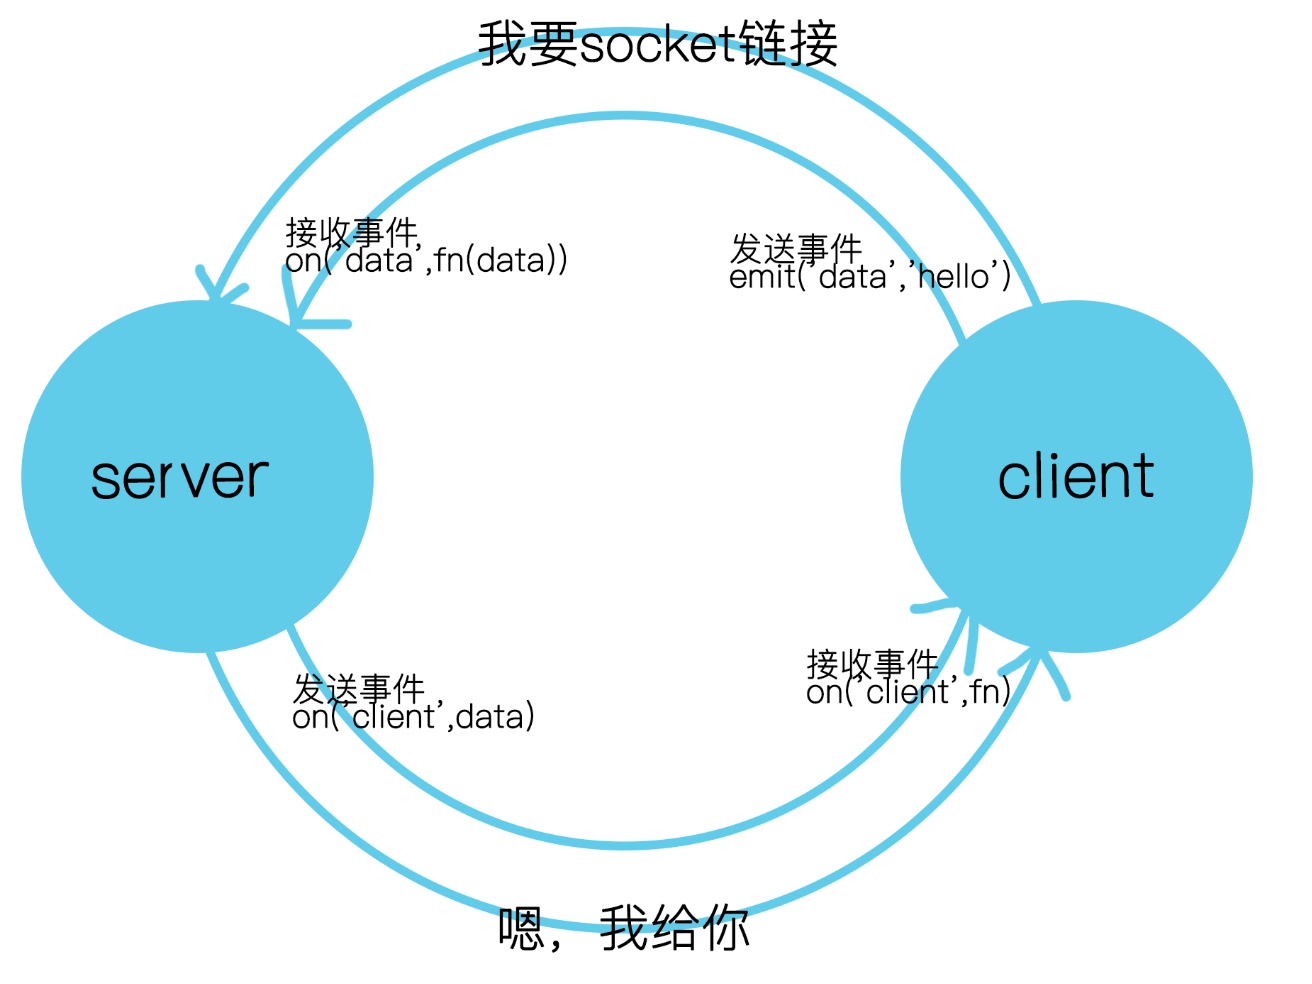 我要socket链接
接收事件
on('data',fn(data))
发送事件
emit('data','hello')
server
client
接收事件
on('client',fn)
发送事件
on('client',data)
嗯，我给你